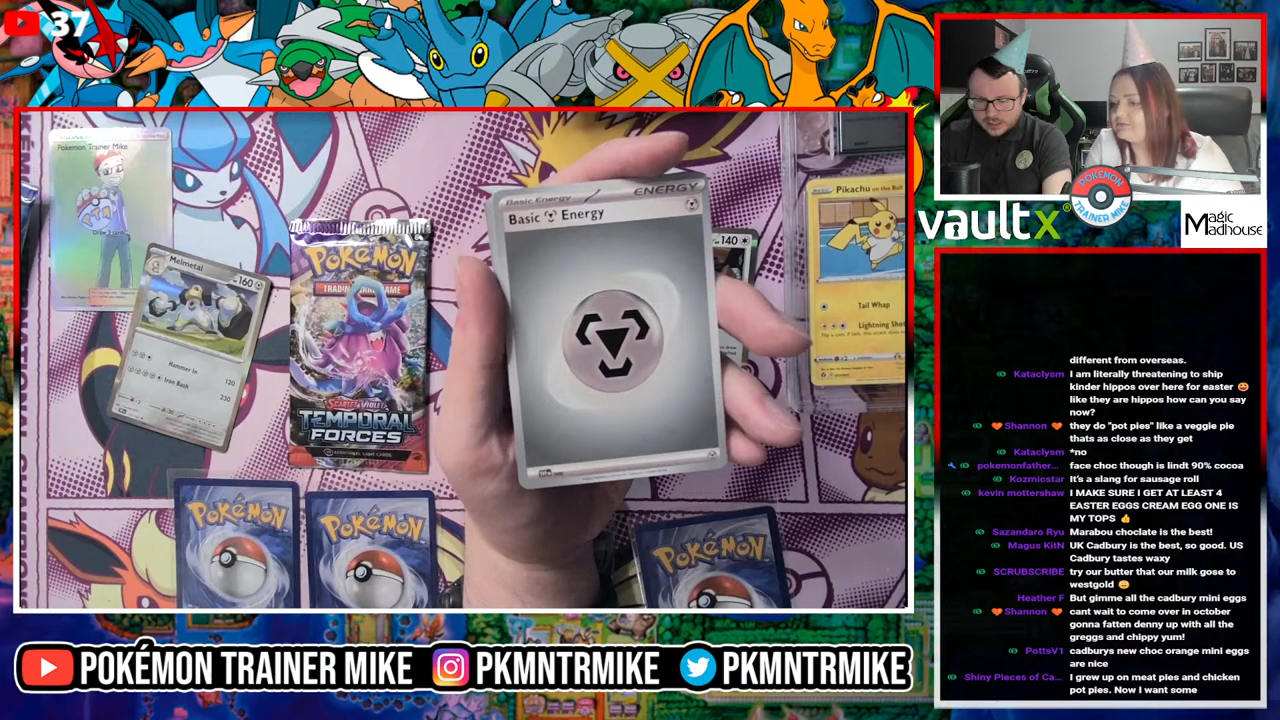 37
Pokémon Trainer Mike
Draw 3 cards.
Melmetal
160
Hammer In
120
Iron Bash
230
POKÉMON
TRADING CARD GAME
SCARLET & VIOLET
TEMPORAL
FORCES
10 ADDITIONAL GAME CARDS
Basic Energy
ENERGY
Basic Energy
140
BASIC
Pikachu on the Ball
Tail Whap
Lightning Shot
POKÉMON
POKÉMON
POKÉMON
vaultx®
POKÉMON
TRAINER MIKE
Magic
Madhouse
different from overseas.
Kataclysm I am literally threatening to ship
kinder hippos over here for easter 😆
like they are hippos how can you say
now?
Shannon they do "pot pies" like a veggie pie
thats as close as they get
Kataclysm *no
pokemonfather... face choc though is lindt 90% cocoa
Kozmicstar It's a slang for sausage roll
kevin mottershaw I MAKE SURE I GET AT LEAST 4
EASTER EGGS CREAM EGG ONE IS
MY TOPS 👍
Sazandaro Ryu Marabou choclate is the best!
Magus KitN UK Cadbury is the best, so good. US
Cadbury tastes waxy
SCRUBSCRIBE try our butter that our milk gose to
westgold 😄
Heather F But gimme all the cadbury mini eggs
Shannon cant wait to come over in october
gonna fatten denny up with all the
greggs and chippy yum!
PottsV1 cadburys new choc orange mini eggs
are nice
Shiny Pieces of Ca... I grew up on meat pies and chicken
pot pies. Now I want some
POKÉMON TRAINER MIKE
PKMNTRMIKE
PKMNTRMIKE